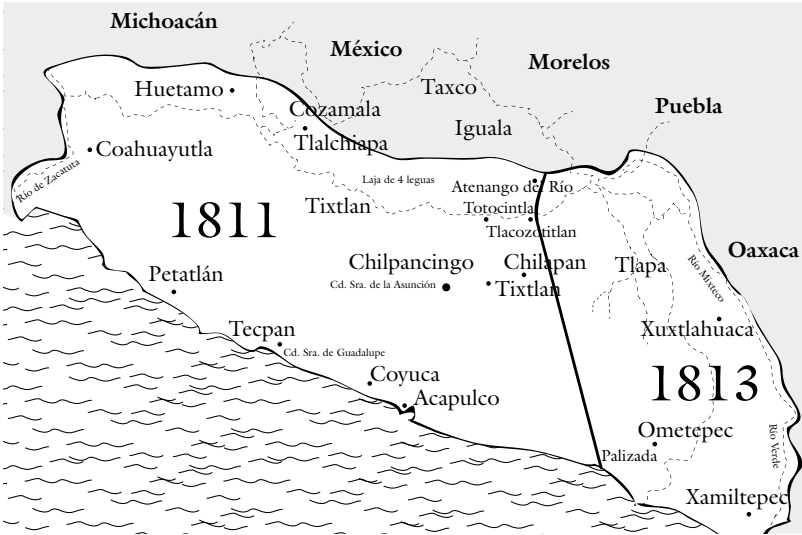 Michoacán
México
Morelos
Puebla
Oaxaca
Huetamo
Taxco
Cozamala
Iguala
Tlalchiapa
Coahuayutla
Río de Zacatuta
Laja de 4 leguas
Atenango del Río
Tixtlan
Totocintla
1811
Tlacozotitlan
Chilpancingo
Chilapan
Tlapa
Río Mixteco
Petatlán
Cd. Sra. de la Asunción
Tixtlan
Tecpan
Xuxtlahuaca
Cd. Sra. de Guadalupe
Coyuca
1813
Acapulco
Ometepec
Río Verde
Palizada
Xamiltepec